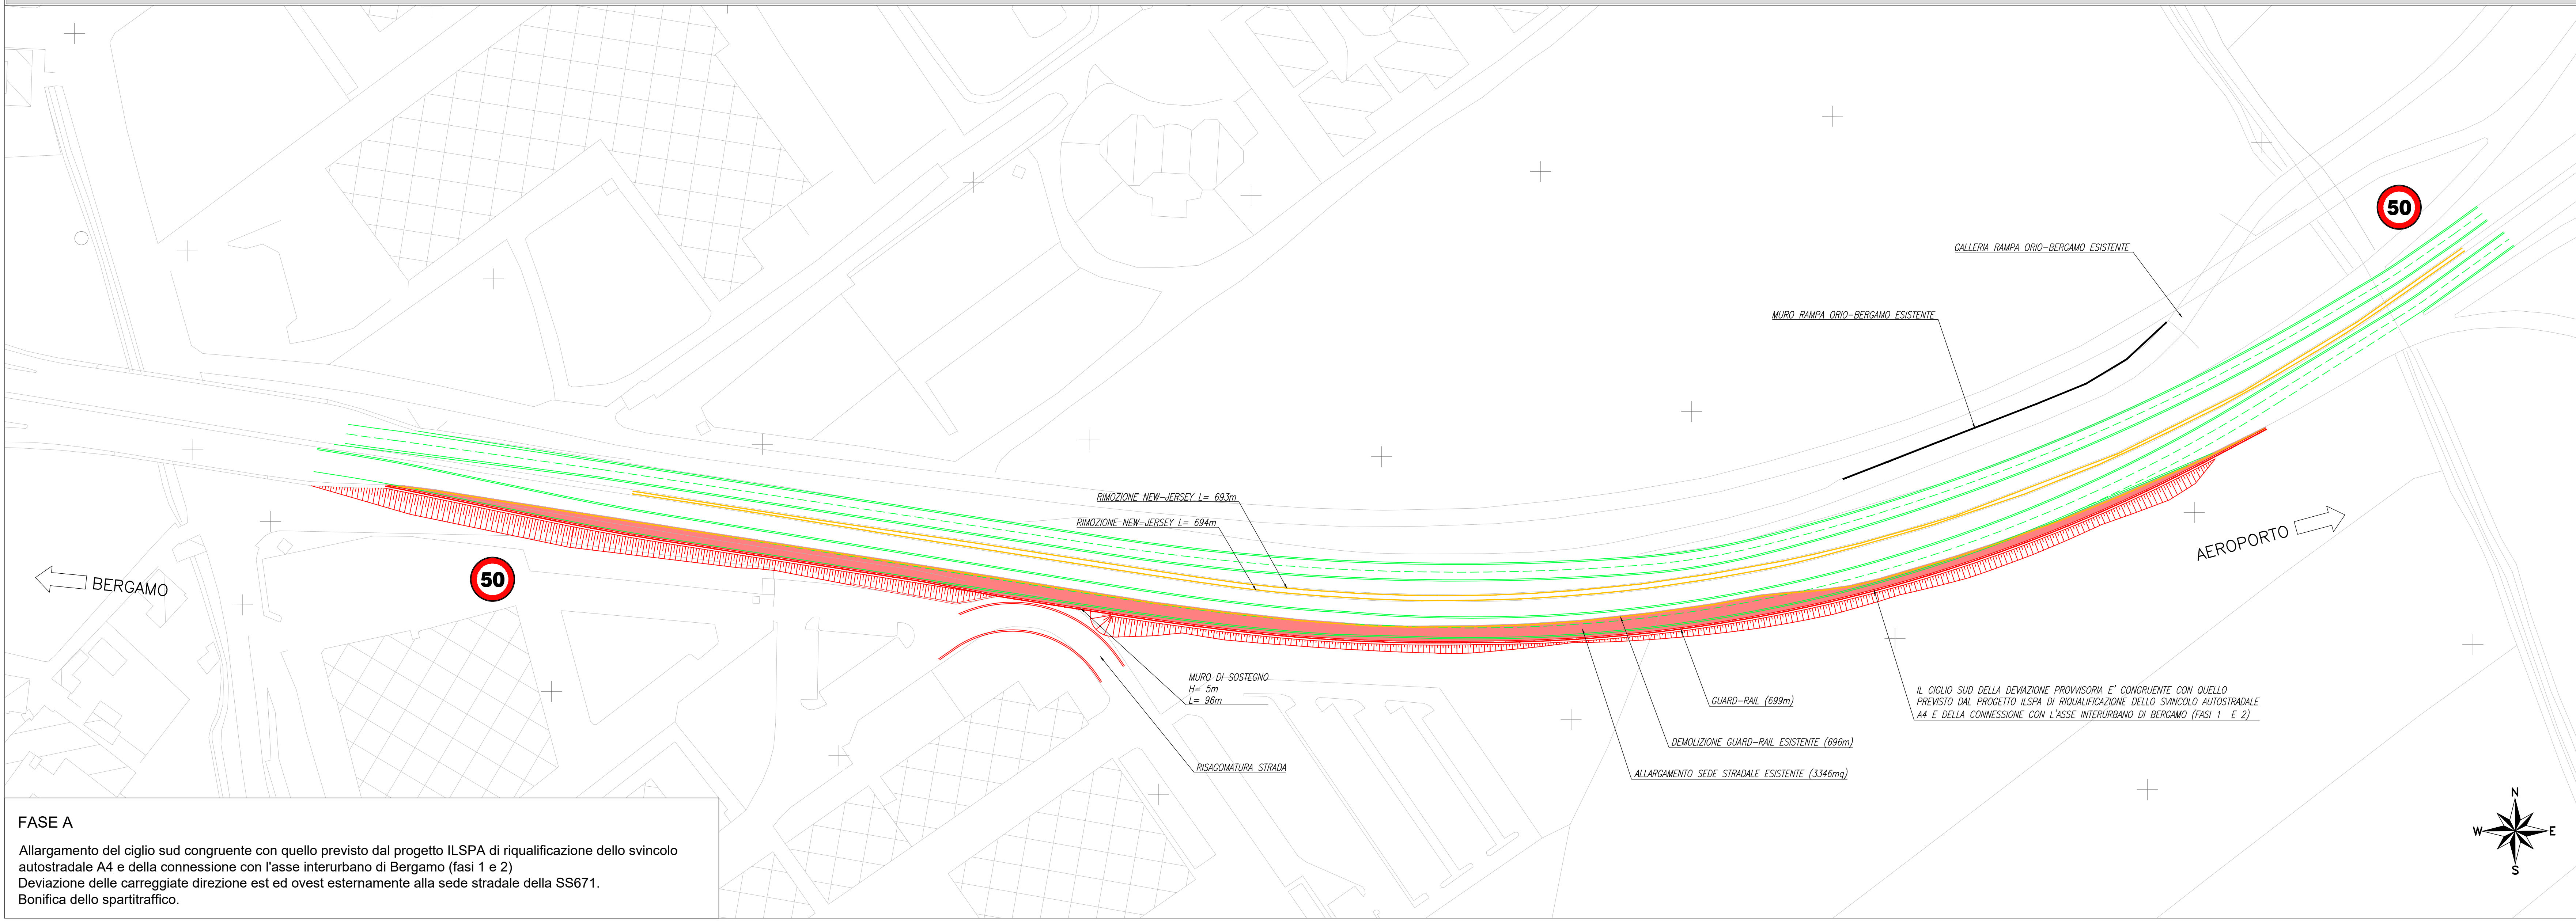 50
GALLERIA RAMPA ORIO-BERGAMO ESISTENTE
MURO RAMPA ORIO-BERGAMO ESISTENTE
RIMOZIONE NEW-JERSEY L= 693m
RIMOZIONE NEW-JERSEY L= 694m
AEROPORTO
BERGAMO
50
MURO DI SOSTEGNO
H= 5m
L= 96m
GUARD-RAIL (699m)
IL CIGLIO SUD DELLA DEVIAZIONE PROVVISORIA E' CONGRUENTE CON QUELLO
PREVISTO DAL PROGETTO ILSPA DI RIQUALIFICAZIONE DELLO SVINCOLO AUTOSTRADALE
A4 E DELLA CONNESSIONE CON L'ASSE INTERURBANO DI BERGAMO (FASI 1 E 2)
DEMOLIZIONE GUARD-RAIL ESISTENTE (696m)
RISAGOMATURA STRADA
ALLARGAMENTO SEDE STRADALE ESISTENTE (3346mq)
FASE A
Allargamento del ciglio sud congruente con quello previsto dal progetto ILSPA di riqualificazione dello svincolo
autostradale A4 e della connessione con l'asse interurbano di Bergamo (fasi 1 e 2)
Deviazione delle carreggiate direzione est ed ovest esternamente alla sede stradale della SS671.
Bonifica dello spartitraffico.
N
W E
S